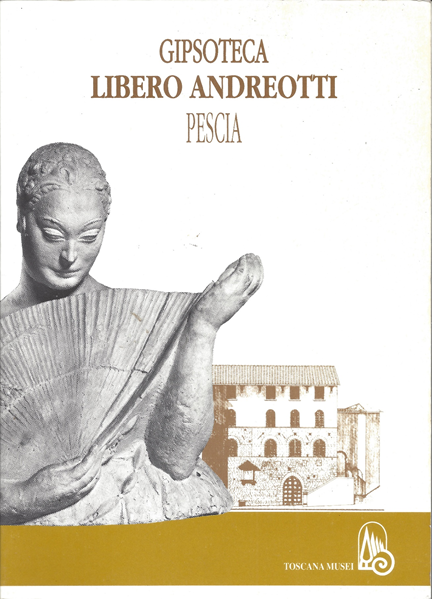 GIPSOTECA
LIBERO ANDREOTTI
PESCIA
TOSCANA MUSEI